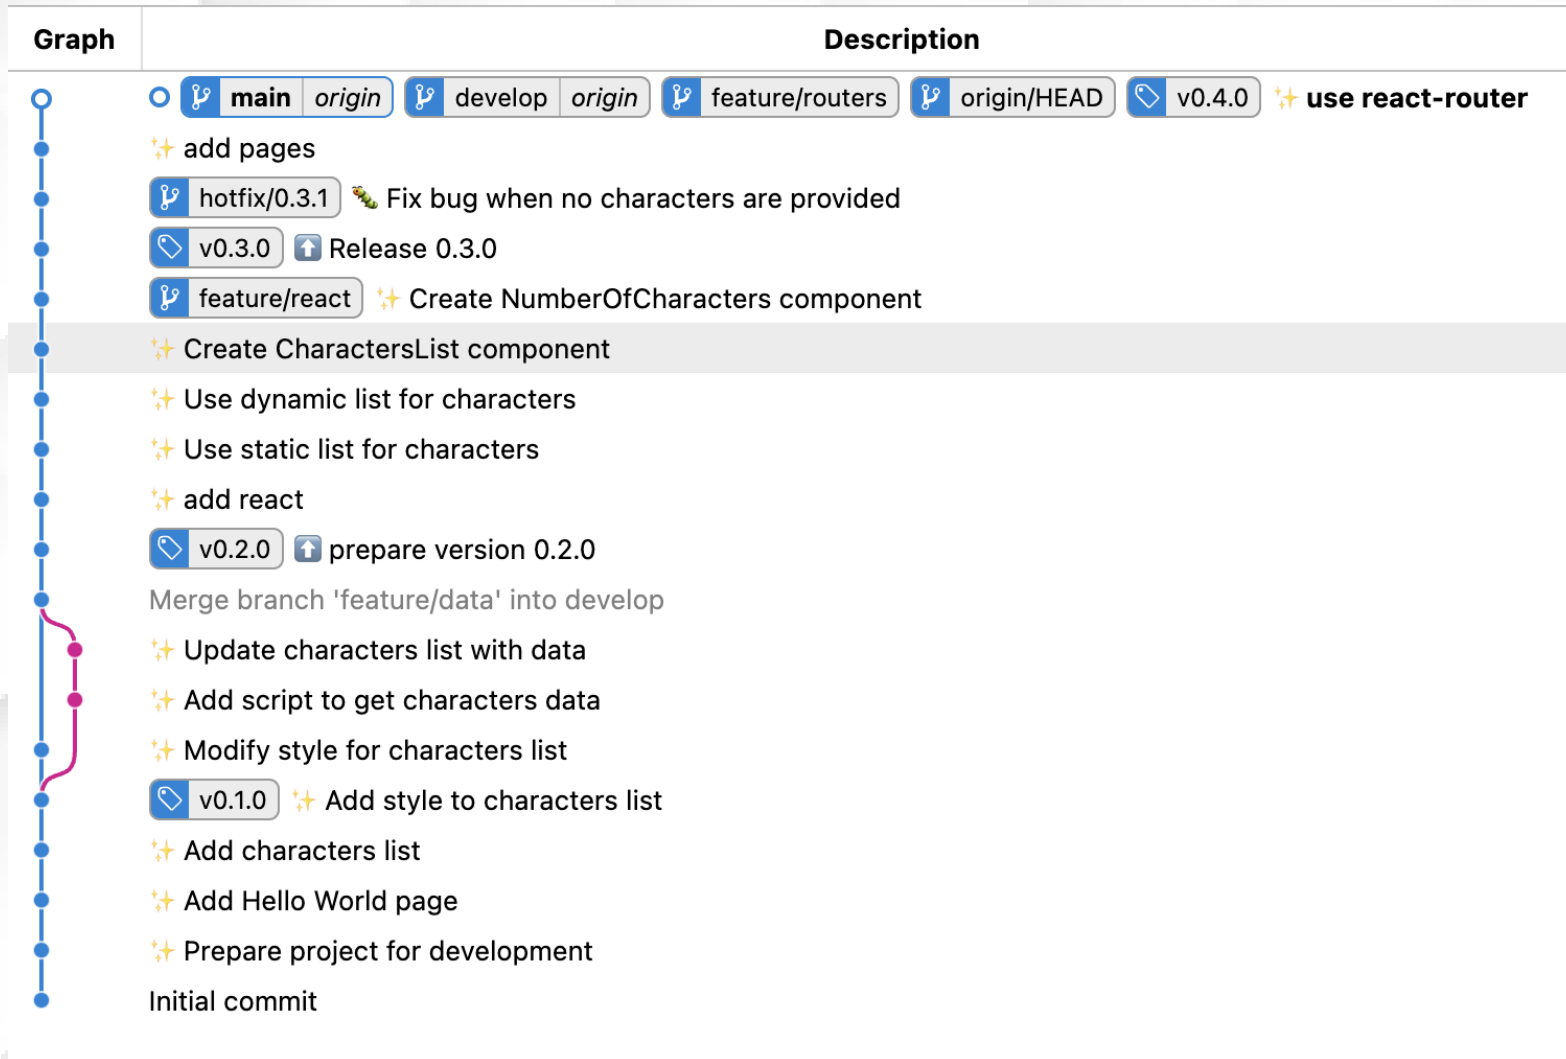 Graph Description
main origin develop origin feature/routers origin/HEAD v0.4.0 ✨ use react-router
✨ add pages
hotfix/0.3.1 🐛 Fix bug when no characters are provided
v0.3.0 ⬆️ Release 0.3.0
feature/react ✨ Create NumberOfCharacters component
✨ Create CharactersList component
✨ Use dynamic list for characters
✨ Use static list for characters
✨ add react
v0.2.0 ⬆️ prepare version 0.2.0
Merge branch 'feature/data' into develop
✨ Update characters list with data
✨ Add script to get characters data
✨ Modify style for characters list
v0.1.0 ✨ Add style to characters list
✨ Add characters list
✨ Add Hello World page
✨ Prepare project for development
Initial commit